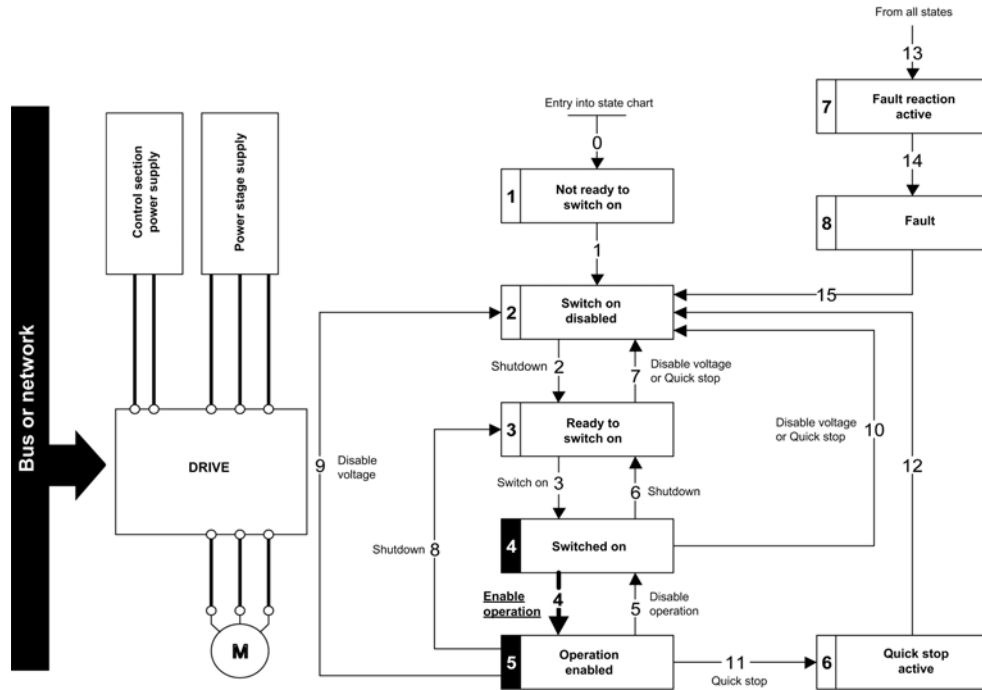 From all states
13
7
Fault reaction
active
14
8
Fault
15
Entry into state chart
0
1
Not ready to
switch on
1
2
Switch on
disabled
Shutdown
2
7
Disable voltage
or Quick stop
3
Ready to
switch on
Switch on
3
6
Shutdown
4
Switched on
Enable
operation
4
5
Disable
operation
5
Operation
enabled
11
Quick stop
6
Quick stop
active
Disable voltage
or Quick stop
10
12
9
Disable
voltage
Shutdown
8
Bus or network
Control section
power supply
Power stage supply
DRIVE
M